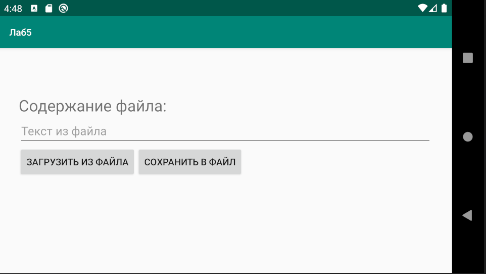 4:48
Лаб5
Содержание файла:
Текст из файла
ЗАГРУЗИТЬ ИЗ ФАЙЛА СОХРАНИТЬ В ФАЙЛ